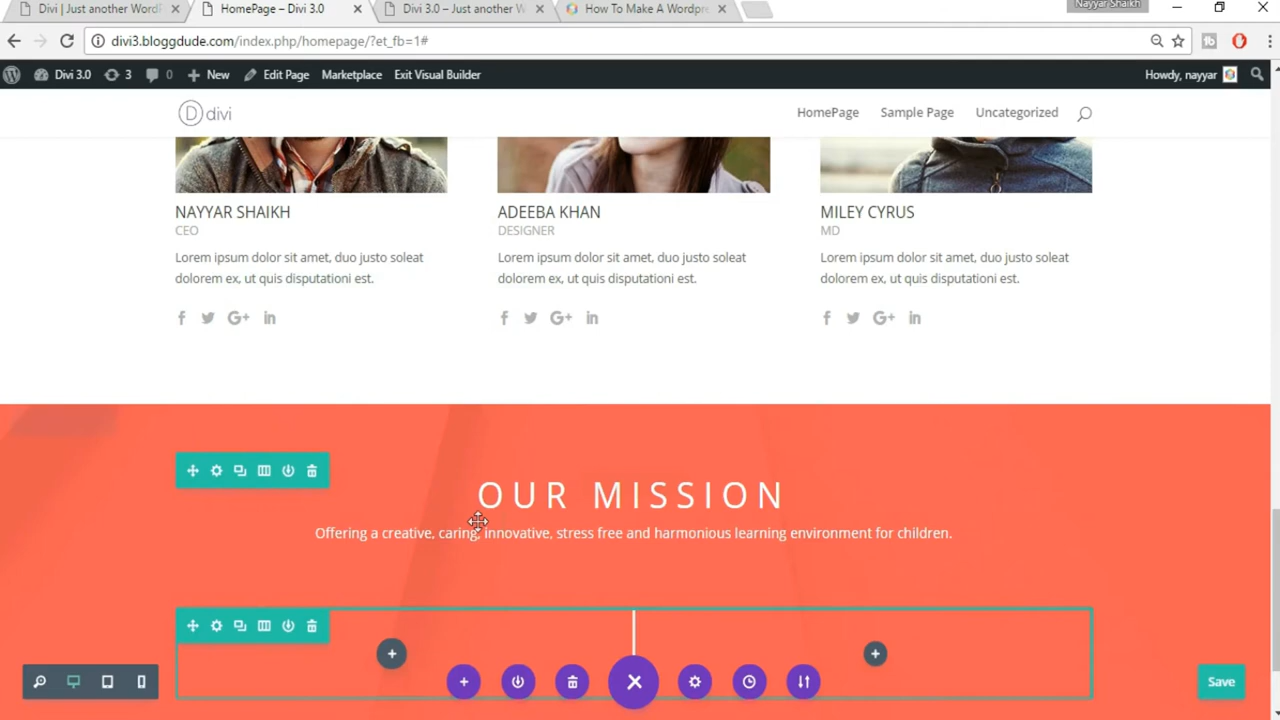 Divi | Just another WordP
HomePage – Divi 3.0
Divi 3.0 – Just another W
How To Make A Wordpre
Nayyar Shaikh
divi3.bloggdude.com/index.php/homepage/?et_fb=1#
Divi 3.0
3
0
New
Edit Page
Marketplace
Exit Visual Builder
Howdy, nayyar
D divi
HomePage
Sample Page
Uncategorized
NAYYAR SHAIKH
CEO
Lorem ipsum dolor sit amet, duo justo soleat
dolorem ex, ut quis disputationi est.
ADEEBA KHAN
DESIGNER
Lorem ipsum dolor sit amet, duo justo soleat
dolorem ex, ut quis disputationi est.
MILEY CYRUS
MD
Lorem ipsum dolor sit amet, duo justo soleat
dolorem ex, ut quis disputationi est.
OUR MISSION
Offering a creative, caring, innovative, stress free and harmonious learning environment for children.
Save